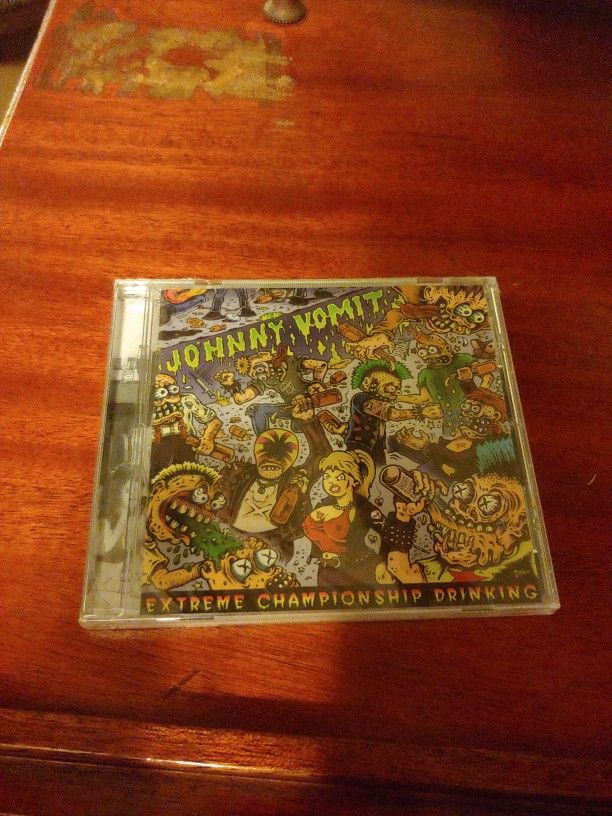 JOHNNY VOMIT
EXTREME CHAMPIONSHIP DRINKING